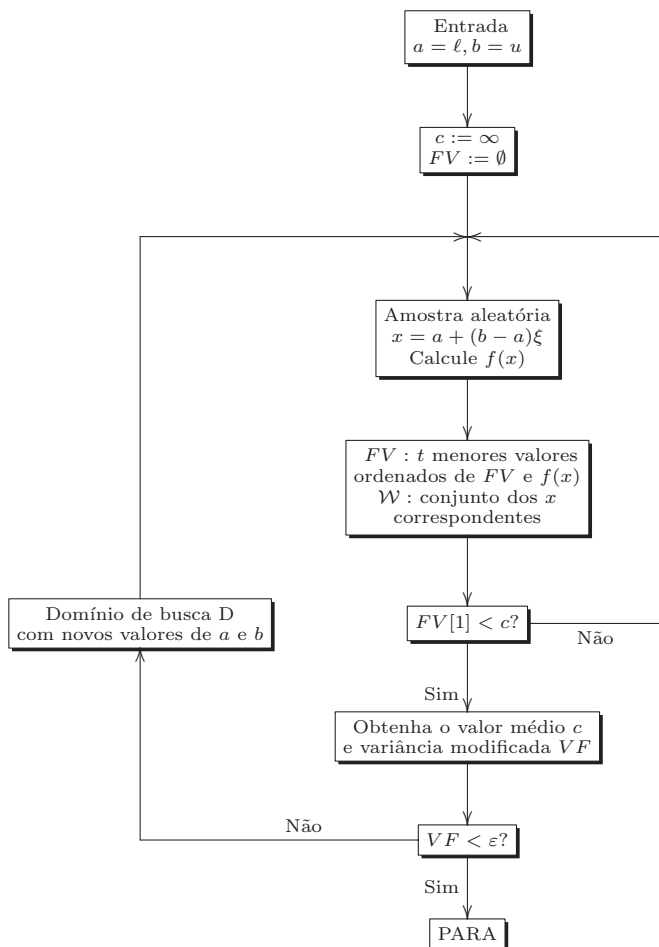 Entrada
a = ℓ, b = u
c := ∞
FV := ∅
Amostra aleatória
x = a + (b − a)ξ
Calcule f(x)
FV : t menores valores
ordenados de FV e f(x)
𝒲 : conjunto dos x
correspondentes
Domínio de busca D
com novos valores de a e b
FV[1] < c?
Não
Sim
Obtenha o valor médio c
e variância modificada VF
Não
VF < ε?
Sim
PARA